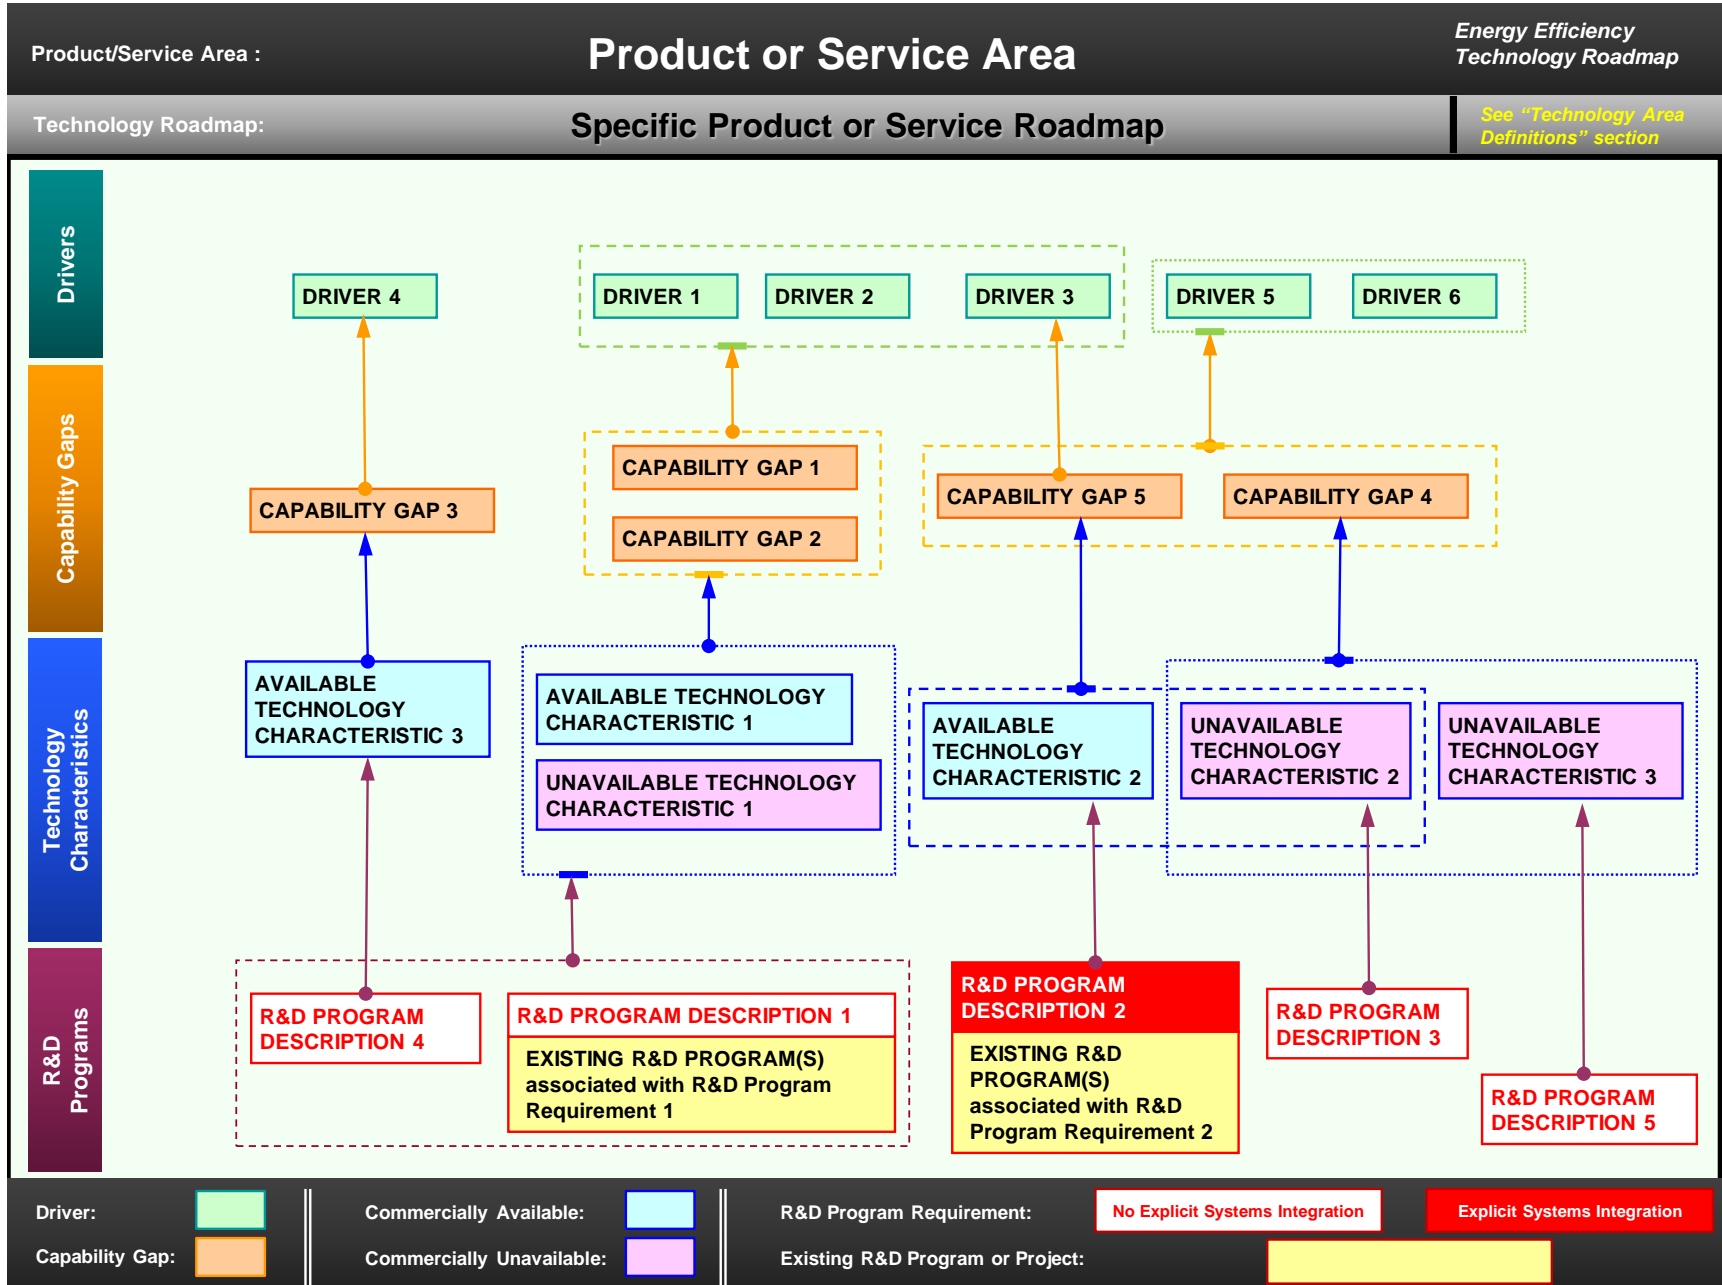 Product/Service Area :
Product or Service Area
Energy Efficiency
Technology Roadmap
Technology Roadmap:
Specific Product or Service Roadmap
See “Technology Area
Definitions” section
Drivers
DRIVER 4
DRIVER 1
DRIVER 2
DRIVER 3
DRIVER 5
DRIVER 6
Capability Gaps
CAPABILITY GAP 3
CAPABILITY GAP 1
CAPABILITY GAP 2
CAPABILITY GAP 5
CAPABILITY GAP 4
Technology
Characteristics
AVAILABLE
TECHNOLOGY
CHARACTERISTIC 3
AVAILABLE TECHNOLOGY
CHARACTERISTIC 1
UNAVAILABLE TECHNOLOGY
CHARACTERISTIC 1
AVAILABLE
TECHNOLOGY
CHARACTERISTIC 2
UNAVAILABLE
TECHNOLOGY
CHARACTERISTIC 2
UNAVAILABLE
TECHNOLOGY
CHARACTERISTIC 3
R&D
Programs
R&D PROGRAM
DESCRIPTION 4
R&D PROGRAM DESCRIPTION 1
EXISTING R&D PROGRAM(S)
associated with R&D Program
Requirement 1
R&D PROGRAM
DESCRIPTION 2
EXISTING R&D
PROGRAM(S)
associated with R&D
Program Requirement 2
R&D PROGRAM
DESCRIPTION 3
R&D PROGRAM
DESCRIPTION 5
Driver:
Capability Gap:
Commercially Available:
Commercially Unavailable:
R&D Program Requirement:
No Explicit Systems Integration
Explicit Systems Integration
Existing R&D Program or Project: